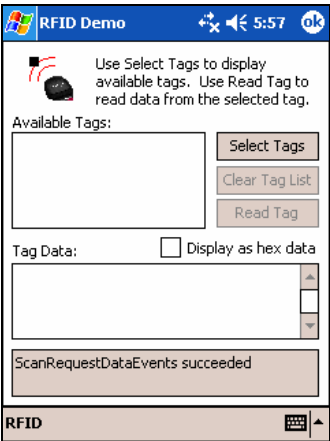 RFID Demo 5:57 ok
Use Select Tags to display
available tags. Use Read Tag to
read data from the selected tag.
Available Tags:
Select Tags
Clear Tag List
Read Tag
Tag Data: Display as hex data
ScanRequestDataEvents succeeded
RFID